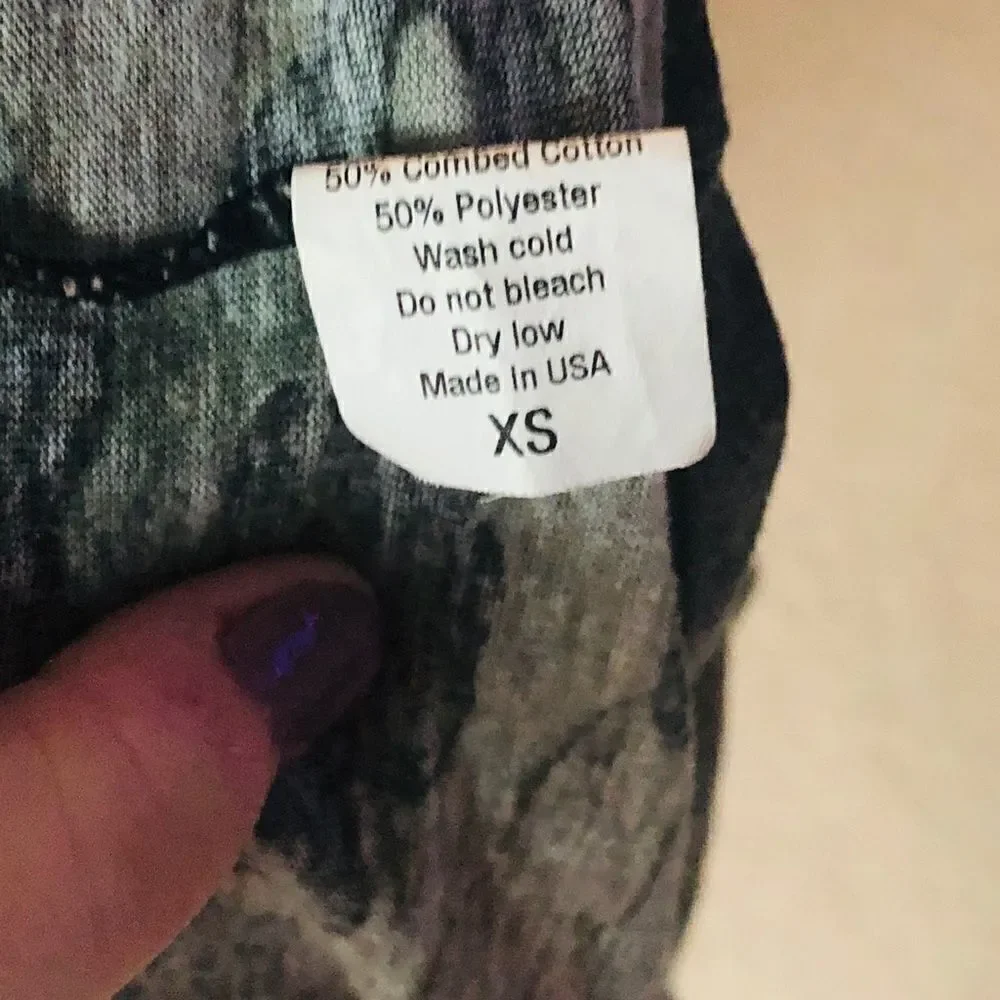 50% Combed Cotton
50% Polyester
Wash cold
Do not bleach
Dry low
Made in USA
XS